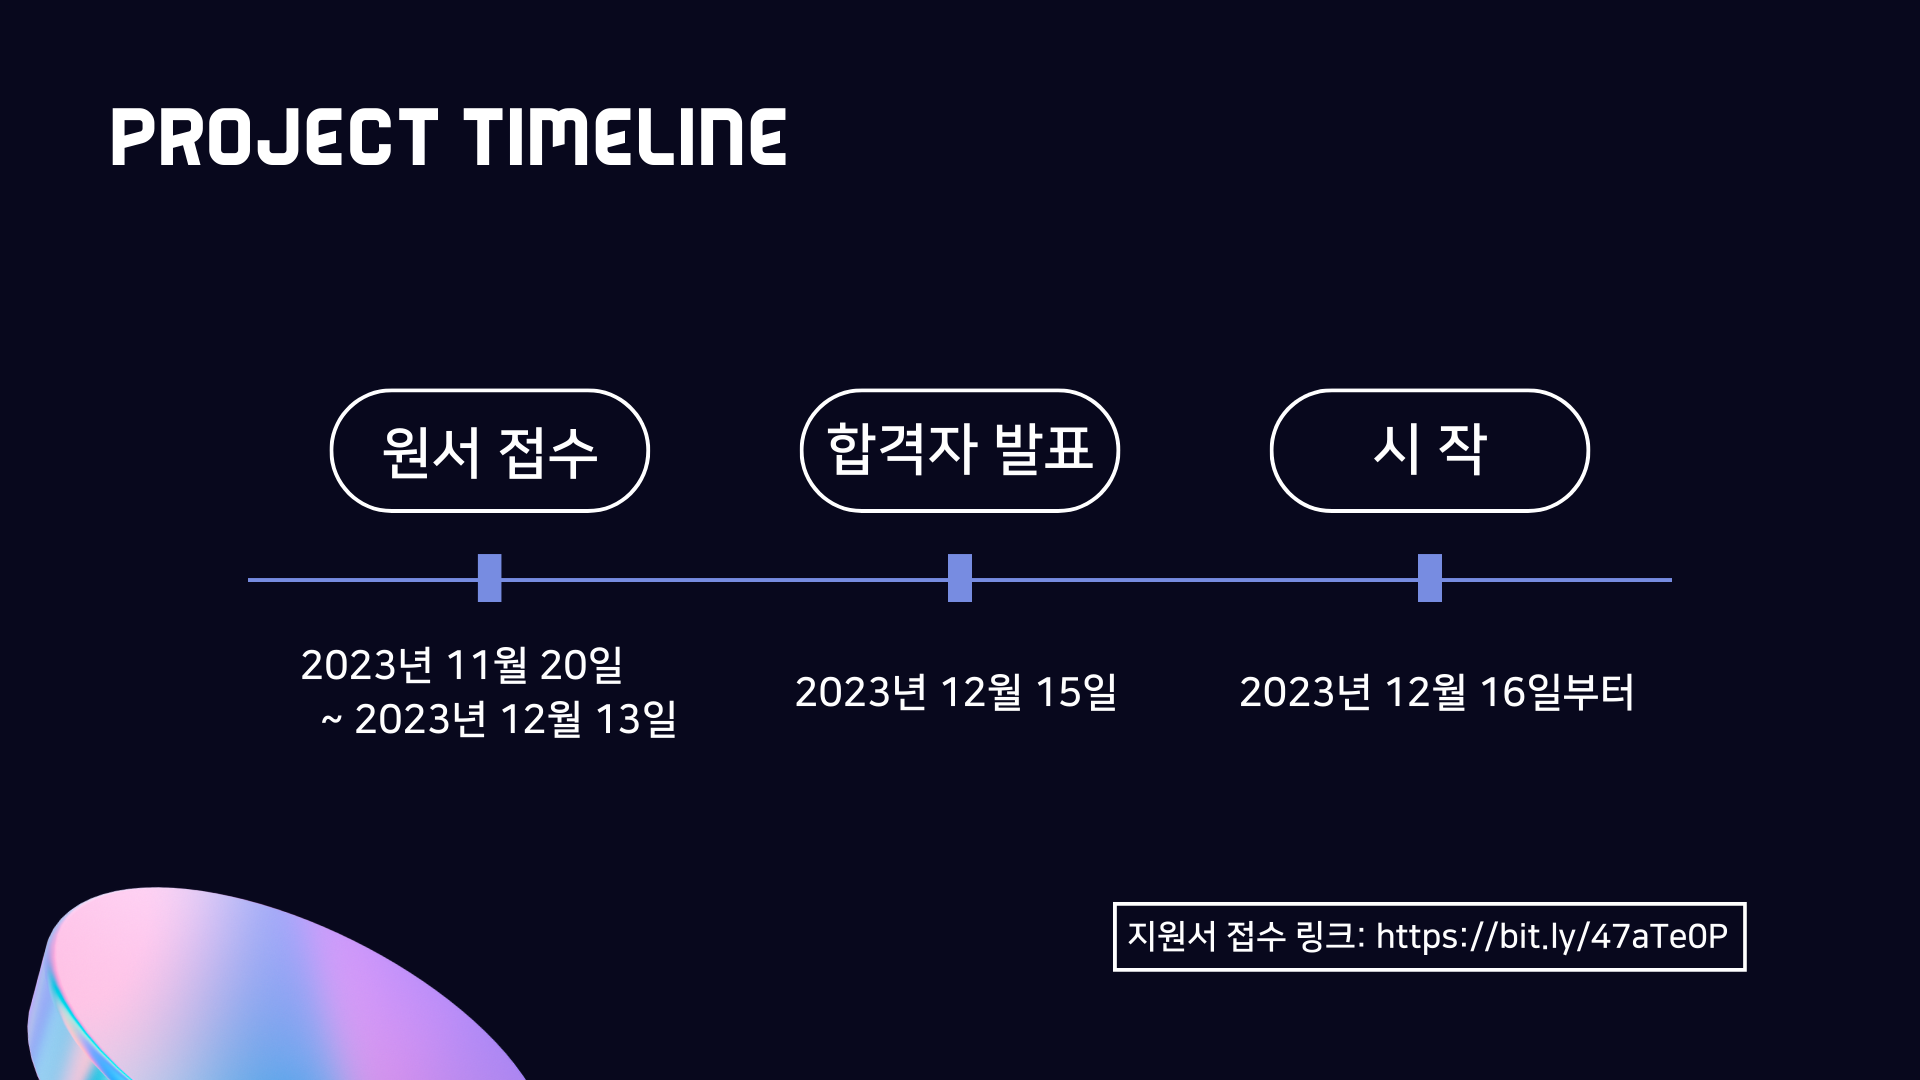 PROJECT TIMELINE
원서 접수
합격자 발표
시 작
2023년 11월 20일
~ 2023년 12월 13일
2023년 12월 15일
2023년 12월 16일부터
지원서 접수 링크: https://bit.ly/47aTe0P